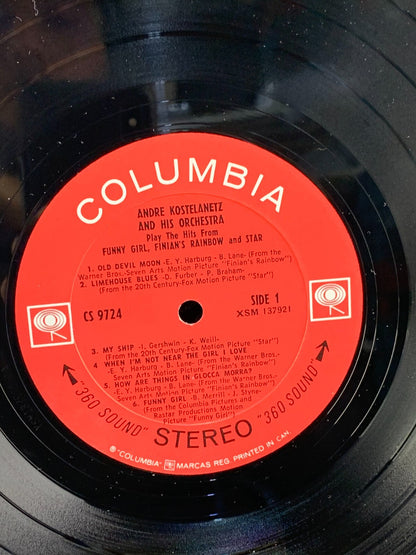 COLUMBIA
ANDRE KOSTELANETZ
AND HIS ORCHESTRA
Play The Hits From
FUNNY GIRL, FINIAN'S RAINBOW and STAR
1. OLD DEVIL MOON -E. Y. Harburg - B. Lane- (From the
Warner Bros.-Seven Arts Motion Picture "Finian's Rainbow")
2. LIMEHOUSE BLUES -D. Furber - P. Braham-
(From the 20th Century-Fox Motion Picture "Star")
CS 9724
SIDE 1
XSM 137921
3. MY SHIP -I. Gershwin - K. Weill-
(From the 20th Century-Fox Motion Picture "Star")
4. WHEN I'M NOT NEAR THE GIRL I LOVE
-E. Y. Harburg - B. Lane- (From the Warner Bros.-
Seven Arts Motion Picture "Finian's Rainbow")
5. HOW ARE THINGS IN GLOCCA MORRA?
-E. Y. Harburg - B. Lane- (From the Warner Bros.-
Seven Arts Motion Picture "Finian's Rainbow")
6. FUNNY GIRL -B. Merrill - J. Styne-
(From the Columbia Pictures and
Rastar Productions Motion
Picture "Funny Girl")
"360 SOUND" STEREO "360 SOUND"
® "COLUMBIA" MARCAS REG. PRINTED IN CAN.